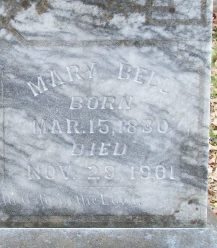 MARY BELL
BORN
MAR. 15, 1830
DIED
NOV. 29, 1901